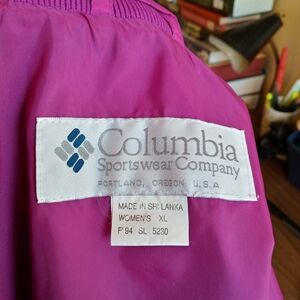 Columbia
Sportswear Company
PORTLAND, OREGON U.S.A.
MADE IN SRI LANKA
WOMEN'S XL
F'94 SL 5230